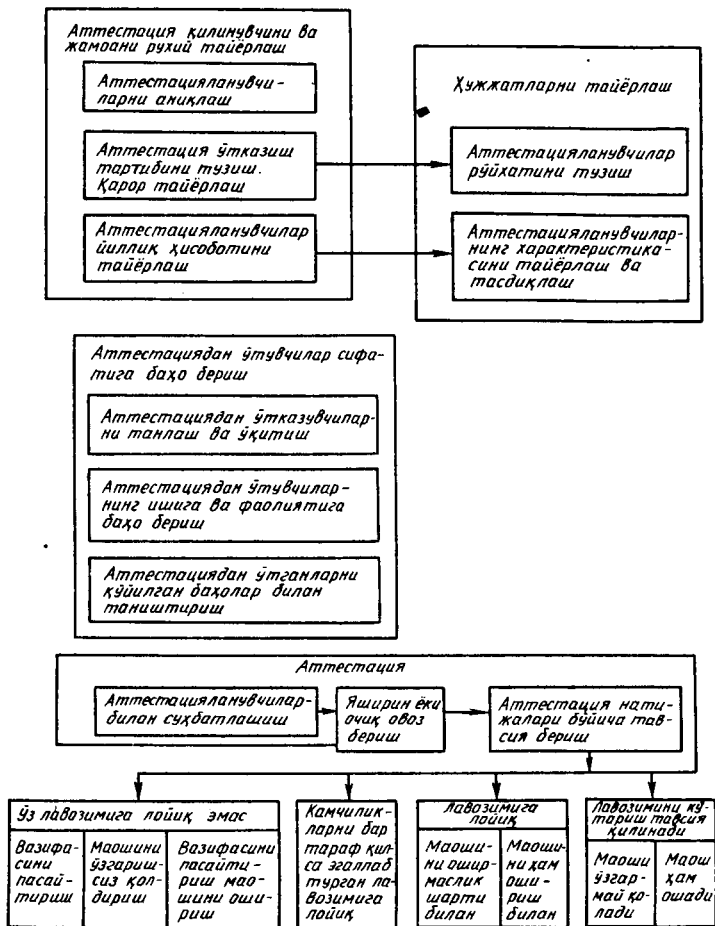 Аттестация қилинувчини ва
жамоани рухий тайёрлаш
Аттестацияланувчи-
ларни аниқлаш
Аттестация ўтказиш
тартибини тузиш.
Қарор тайёрлаш
Аттестацияланувчилар
йиллиқ ҳисоботини
тайёрлаш
Ҳужжатларни тайёрлаш
Аттестацияланувчилар
рўйхатини тузиш
Аттестацияланувчилар-
нинг характеристика-
сини тайёрлаш ва
тасдиқлаш
Аттестациядан ўтувчилар сифа-
тига баҳо бериш
Аттестациядан ўтказувчилар-
ни танлаш ва ўқитиш
Аттестациядан ўтувчилар-
нинг ишига ва фаолиятига
баҳо бериш
Аттестациядан ўтганларни
қўйилган баҳолар билан
таништириш
Аттестация
Аттестацияланувчилар-
билан суҳбатлашиш
Яширин ёки
очиқ овоз
бериш
Аттестация нати-
жалари бўйича тав-
сия бериш
Ўз лавозимига лойиқ эмас
Вазифа-
сини
пасай-
тириш
Маошини
ўзгариш-
сиз қол-
дириш
Вазифасини
пасайти-
риш мао-
шини оши-
риш
Камчилик-
ларни бар
тараф қил-
са эгаллаб
турган ла-
возимига
лойиқ
Лавозимига
лойиқ
Маоши-
ни ошир-
маслик
шарти
билан
Маоши-
ни ҳам
оши-
риш
билан
Лавозимини кў-
тариш тавсия
қилинади
Маоши
ўзгар-
май қо-
лади
Маош
ҳам
ошади